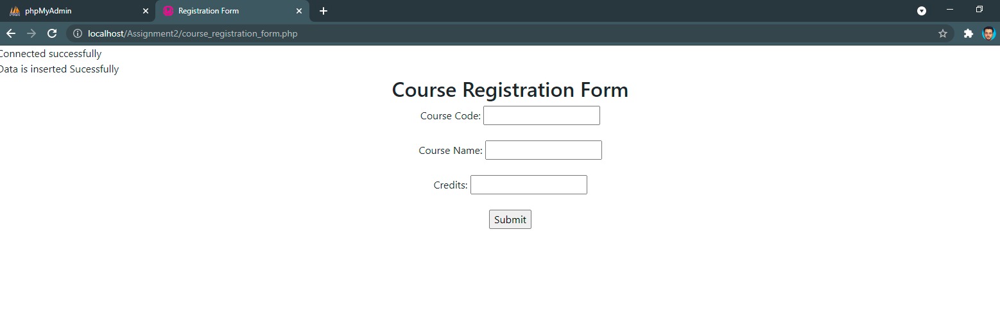 phpMyAdmin
Registration Form
localhost/Assignment2/course_registration_form.php
Connected successfully
Data is inserted Sucessfully
Course Registration Form
Course Code:
Course Name:
Credits:
Submit